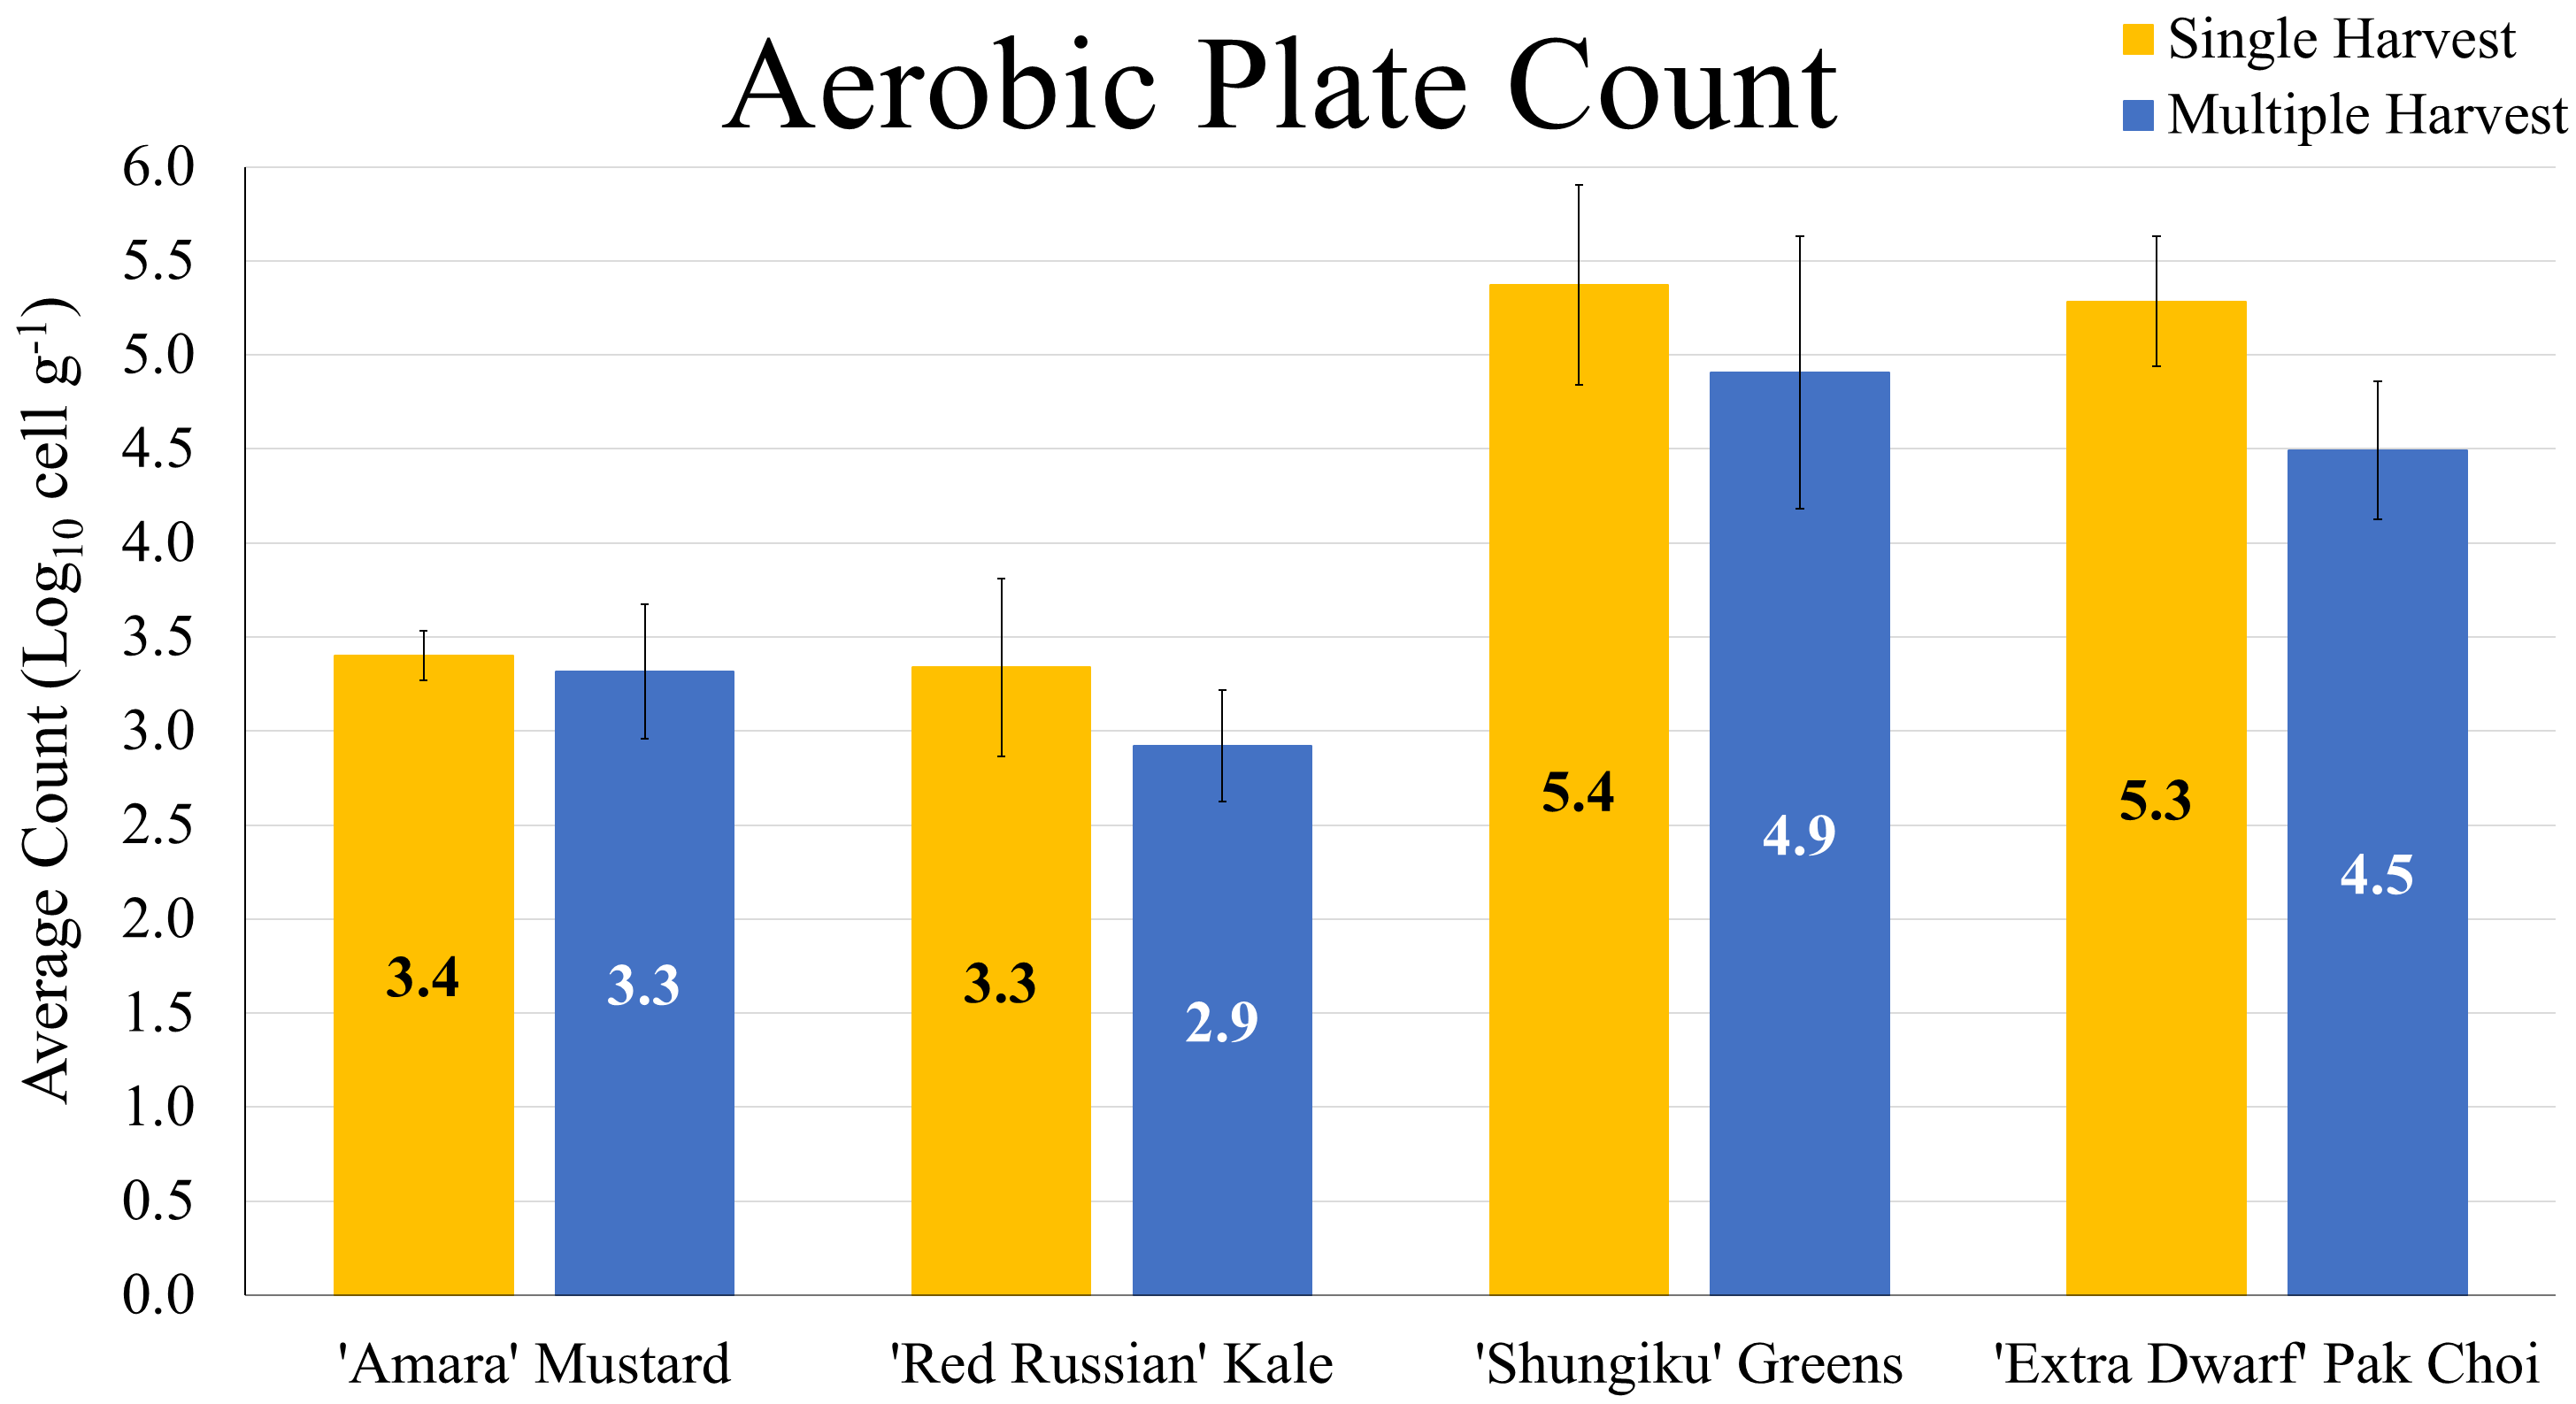 Aerobic Plate Count
Single Harvest
Multiple Harvest
Average Count (Log₁₀ cell g⁻¹)
6.0
5.5
5.0
4.5
4.0
3.5
3.0
2.5
2.0
1.5
1.0
0.5
0.0
3.4
3.3
3.3
2.9
5.4
4.9
5.3
4.5
'Amara' Mustard
'Red Russian' Kale
'Shungiku' Greens
'Extra Dwarf' Pak Choi